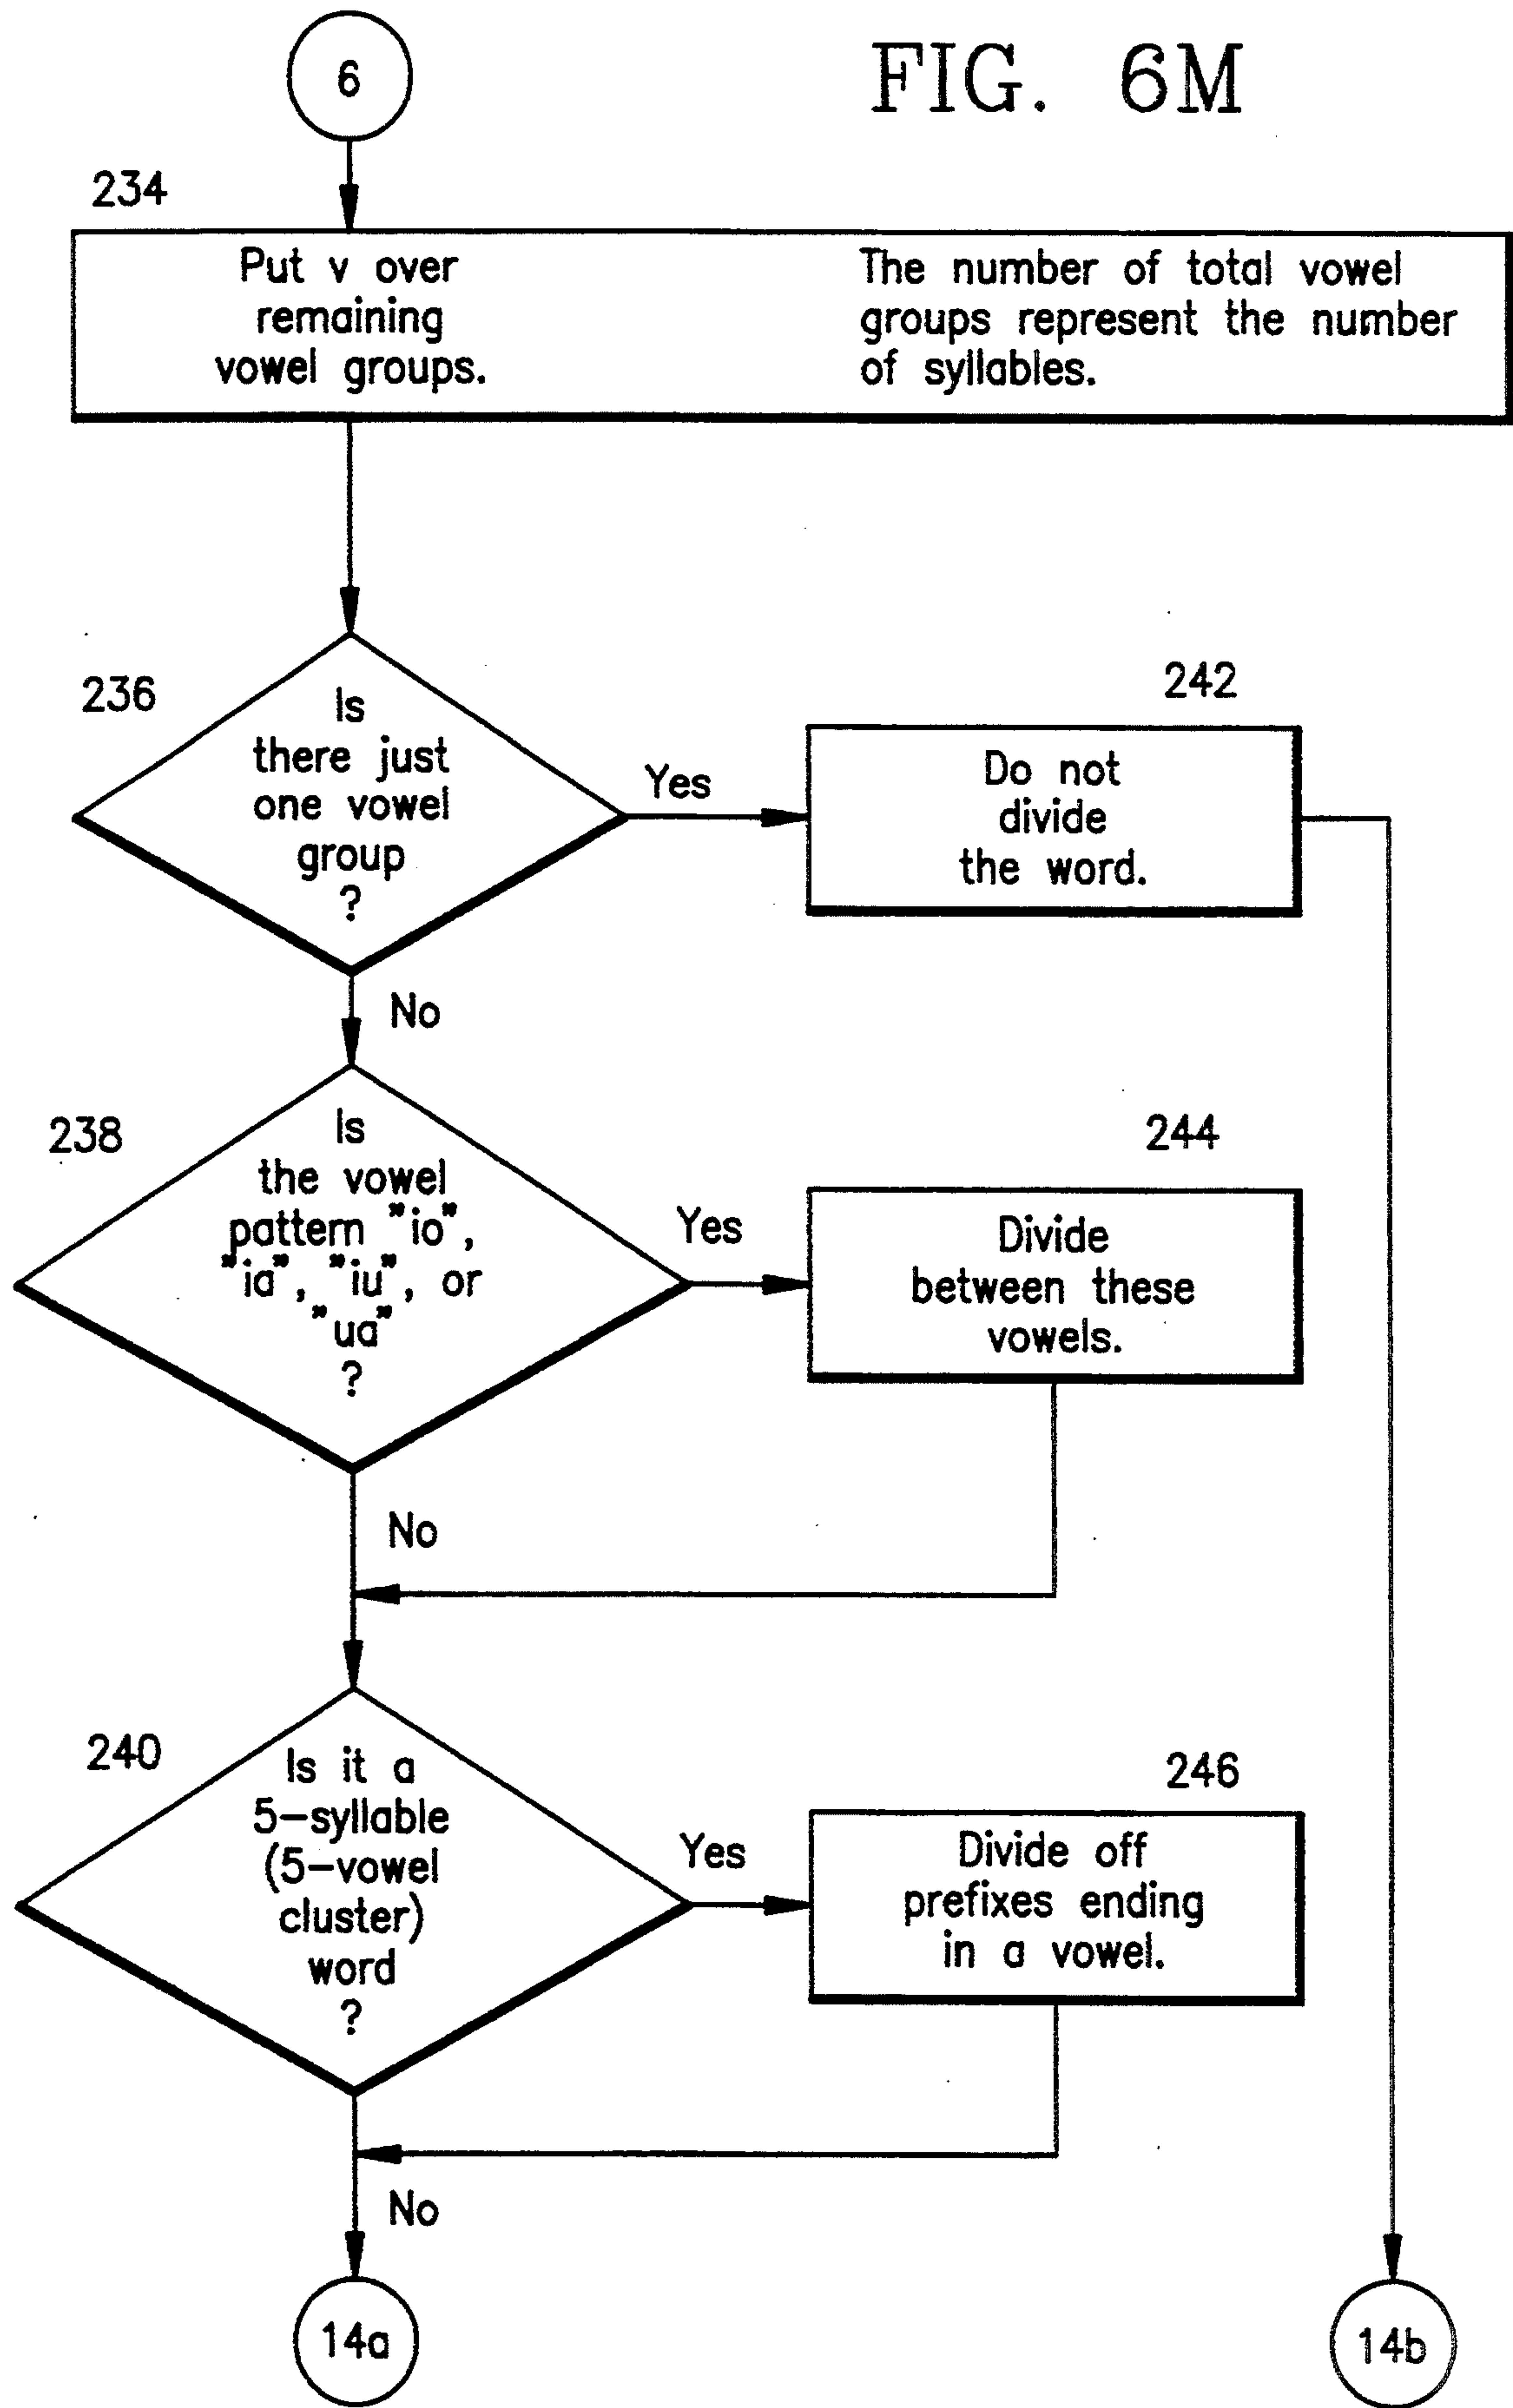 FIG. 6M
6
234
Put v over
remaining
vowel groups.
The number of total vowel
groups represent the number
of syllables.
236
Is
there just
one vowel
group
?
Yes
242
Do not
divide
the word.
No
238
Is
the vowel
pattern "io",
"ia", "iu", or
"ua"
?
Yes
244
Divide
between these
vowels.
No
240
Is it a
5-syllable
(5-vowel
cluster)
word
?
Yes
246
Divide off
prefixes ending
in a vowel.
No
14a
14b